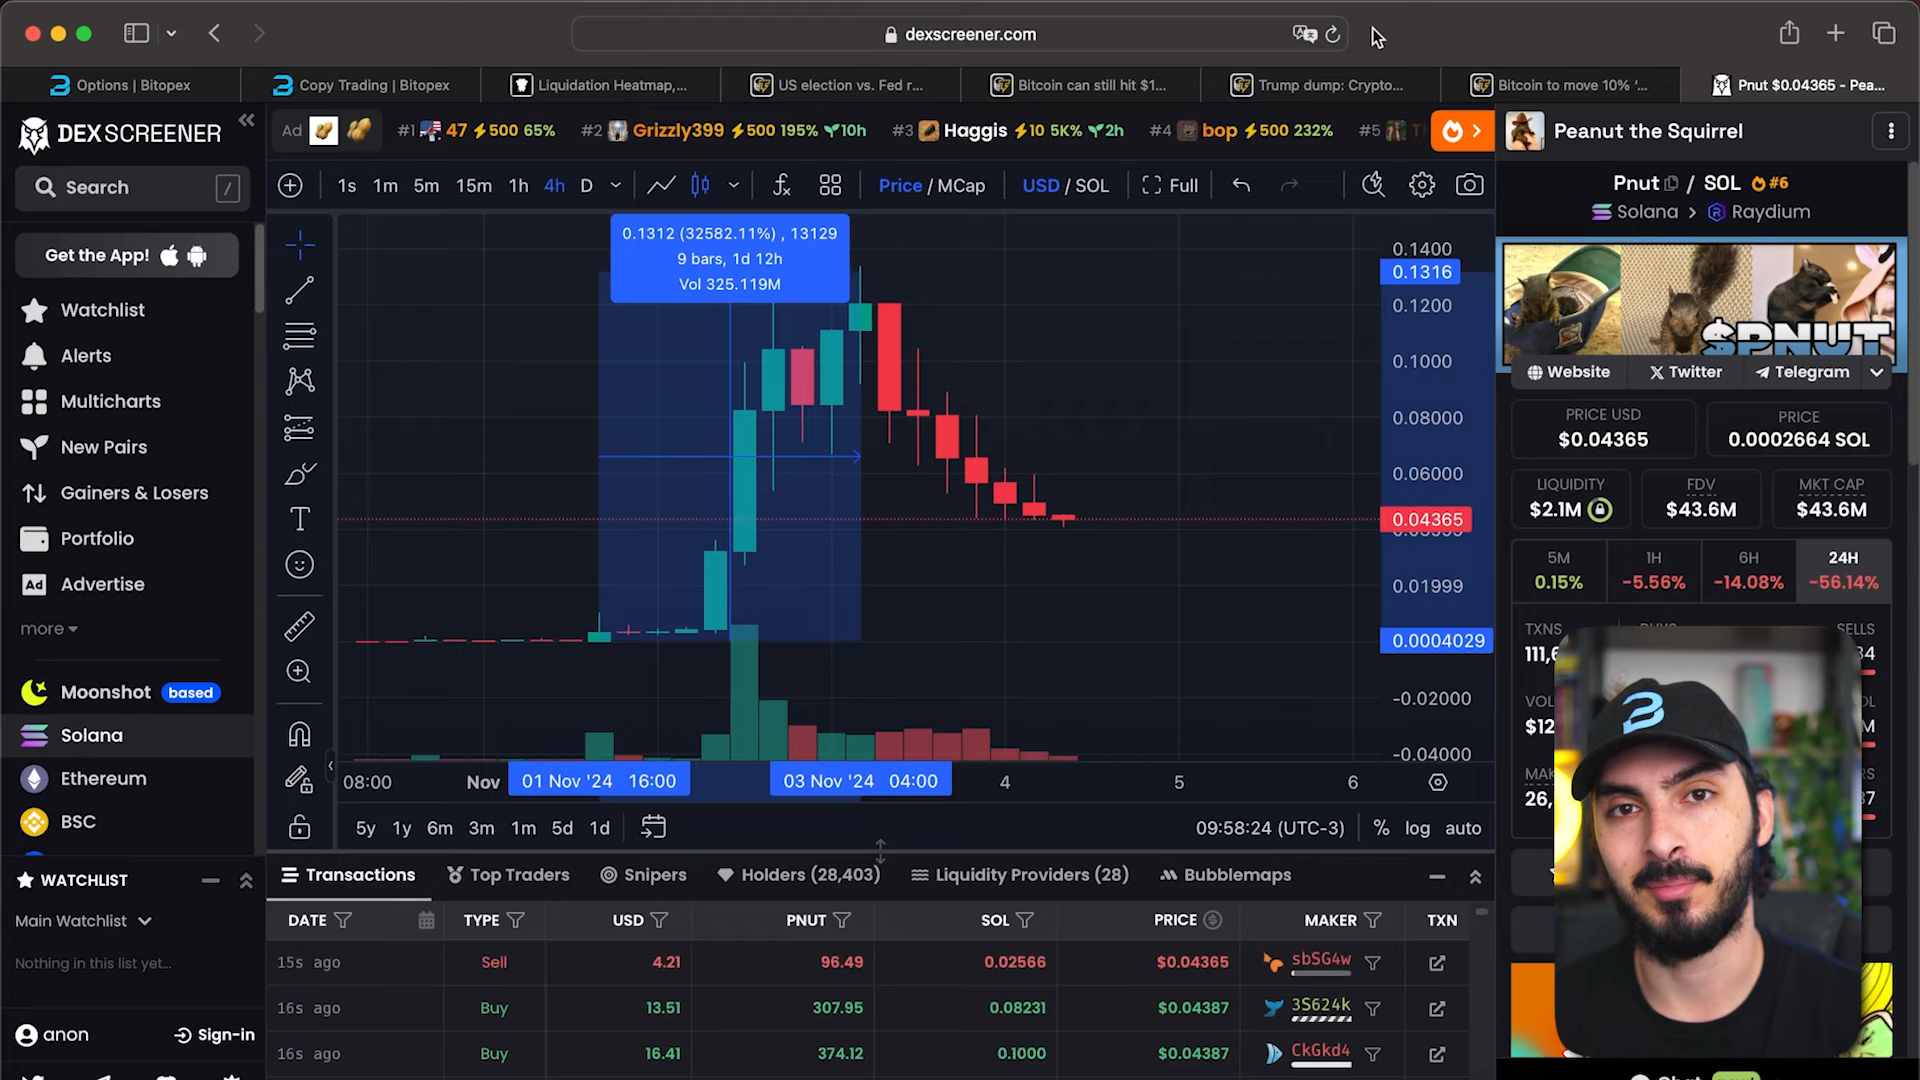 dexscreener.com
Options | Bitopex
Copy Trading | Bitopex
Liquidation Heatmap,...
US election vs. Fed r...
Bitcoin can still hit $1...
Trump dump: Crypto...
Bitcoin to move 10% '...
Pnut $0.04365 - Pea...
DEX SCREENER
Search /
Get the App!
Watchlist
Alerts
Multicharts
New Pairs
Gainers & Losers
Portfolio
Ad Advertise
more
Moonshot based
Solana
Ethereum
BSC
WATCHLIST
Main Watchlist
Nothing in this list yet...
anon Sign-in
Ad #1 47 500 65% #2 Grizzly399 500 195% 10h #3 Haggis 10 5K% 2h #4 bop 500 232% #5
1s 1m 5m 15m 1h 4h D Price / MCap USD / SOL Full
0.1312 (32582.11%) , 13129
9 bars, 1d 12h
Vol 325.119M
0.1400
0.1316
0.1200
0.1000
0.08000
0.06000
0.04365
0.01999
0.0004029
-0.02000
-0.04000
08:00 Nov 01 Nov '24 16:00 03 Nov '24 04:00 4 5 6
5y 1y 6m 3m 1m 5d 1d 09:58:24 (UTC-3) % log auto
Transactions Top Traders Snipers Holders (28,403) Liquidity Providers (28) Bubblemaps
DATE TYPE USD PNUT SOL PRICE MAKER TXN
15s ago Sell 4.21 96.49 0.02566 $0.04365 sbSG4w
16s ago Buy 13.51 307.95 0.08231 $0.04387 3S624k
16s ago Buy 16.41 374.12 0.1000 $0.04387 CkGkd4
Peanut the Squirrel
Pnut / SOL #6
Solana > Raydium
$PNUT
Website Twitter Telegram
PRICE USD
$0.04365
PRICE
0.0002664 SOL
LIQUIDITY
$2.1M
FDV
$43.6M
MKT CAP
$43.6M
5M 1H 6H 24H
0.15% -5.56% -14.08% -56.14%
TXNS SELLS